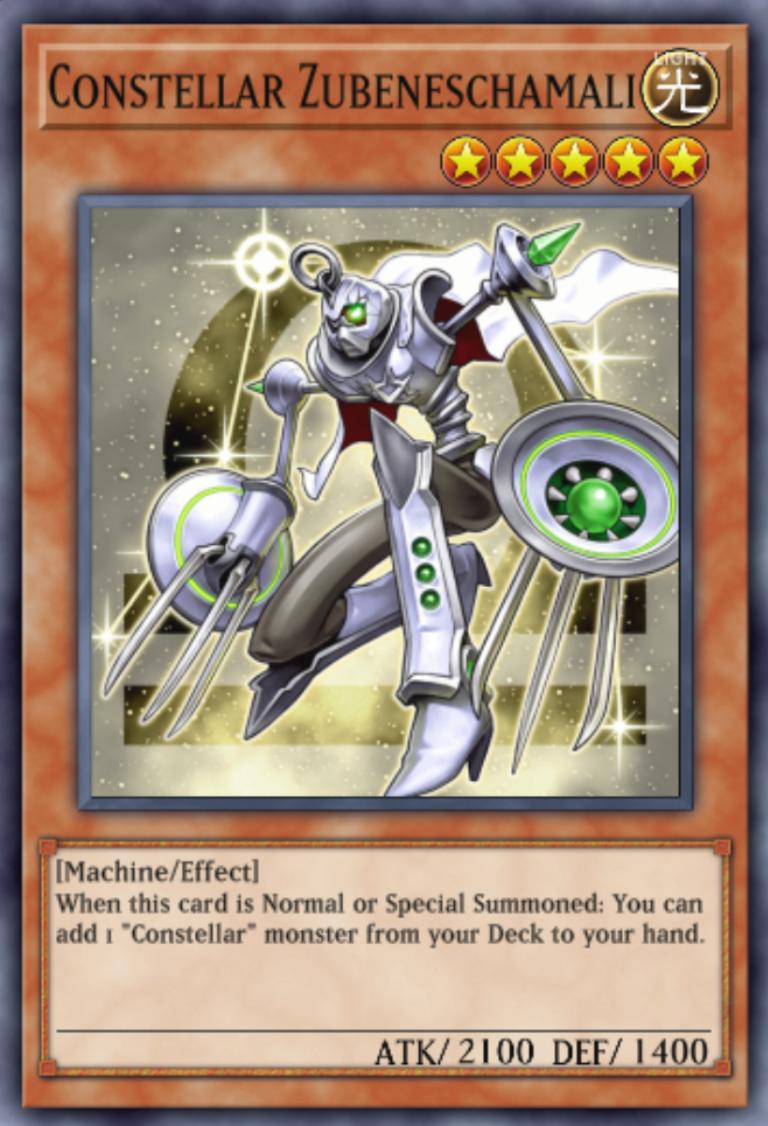 CONSTELLAR ZUBENESCHAMALI
LIGHT
光
[Machine/Effect]
When this card is Normal or Special Summoned: You can
add 1 "Constellar" monster from your Deck to your hand.
ATK/ 2100 DEF/ 1400